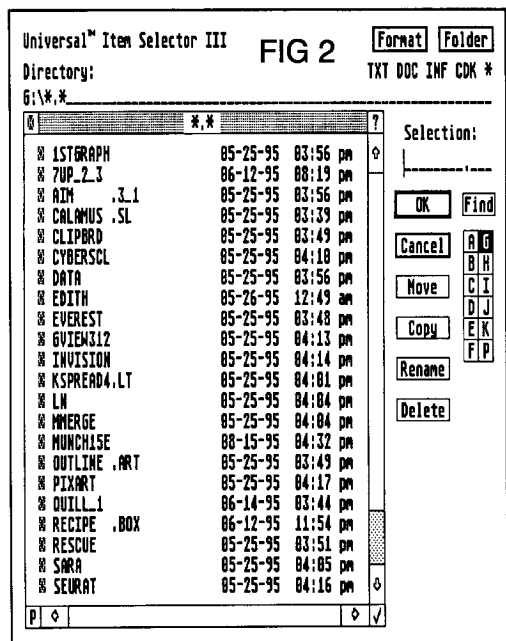 Universal™ Item Selector III
FIG 2
Format Folder
Directory:
TXT DOC INF CDK *
G:\*.*
*.* ?
Selection:
1STGRAPH 05-25-95 03:56 pm
7UP_2_3 06-12-95 08:19 pm
AIM .3_1 05-25-95 03:56 pm
CALAMUS .SL 05-25-95 03:39 pm
CLIPBRD 05-25-95 03:49 pm
CYBERSCL 05-25-95 04:10 pm
DATA 05-25-95 03:56 pm
EDITH 05-26-95 12:49 am
EVEREST 05-25-95 03:48 pm
GVIEW312 05-25-95 04:13 pm
INVISION 05-25-95 04:14 pm
KSPREAD4.LT 05-25-95 04:01 pm
LN 05-25-95 04:04 pm
MMERGE 05-25-95 04:04 pm
MUNCH15E 08-15-95 04:32 pm
OUTLINE .ART 05-25-95 03:49 pm
PIXART 05-25-95 04:17 pm
QUILL_1 06-14-95 03:44 pm
RECIPE .BOX 06-12-95 11:54 pm
RESCUE 05-25-95 03:51 pm
SARA 05-25-95 04:05 pm
SEURAT 05-25-95 04:16 pm
P
OK Find
Cancel
Move
Copy
Rename
Delete
A G
B H
C I
D J
E K
F P